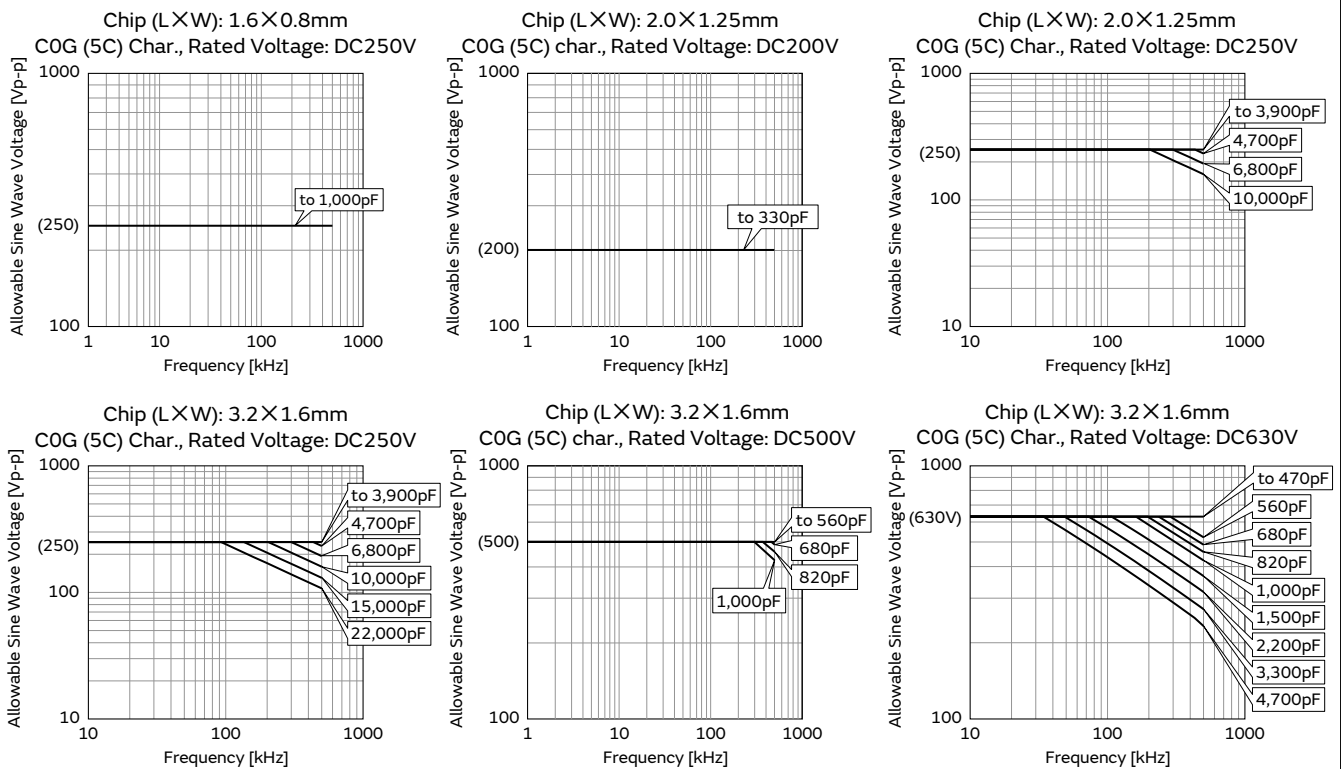 Chip (L×W): 1.6×0.8mm
C0G (5C) Char., Rated Voltage: DC250V
Allowable Sine Wave Voltage [Vp-p]
1000
(250)
100
to 1,000pF
1
10
100
1000
Frequency [kHz]
Chip (L×W): 2.0×1.25mm
C0G (5C) char., Rated Voltage: DC200V
Allowable Sine Wave Voltage [Vp-p]
1000
(200)
100
to 330pF
1
10
100
1000
Frequency [kHz]
Chip (L×W): 2.0×1.25mm
C0G (5C) Char., Rated Voltage: DC250V
Allowable Sine Wave Voltage [Vp-p]
1000
(250)
100
10
to 3,900pF
4,700pF
6,800pF
10,000pF
10
100
1000
Frequency [kHz]
Chip (L×W): 3.2×1.6mm
C0G (5C) Char., Rated Voltage: DC250V
Allowable Sine Wave Voltage [Vp-p]
1000
(250)
100
10
to 3,900pF
4,700pF
6,800pF
10,000pF
15,000pF
22,000pF
10
100
1000
Frequency [kHz]
Chip (L×W): 3.2×1.6mm
C0G (5C) char., Rated Voltage: DC500V
Allowable Sine Wave Voltage [Vp-p]
1000
(500)
100
to 560pF
680pF
820pF
1,000pF
1
10
100
1000
Frequency [kHz]
Chip (L×W): 3.2×1.6mm
C0G (5C) Char., Rated Voltage: DC630V
Allowable Sine Wave Voltage [Vp-p]
1000
(630V)
100
to 470pF
560pF
680pF
820pF
1,000pF
1,500pF
2,200pF
3,300pF
4,700pF
10
100
1000
Frequency [kHz]